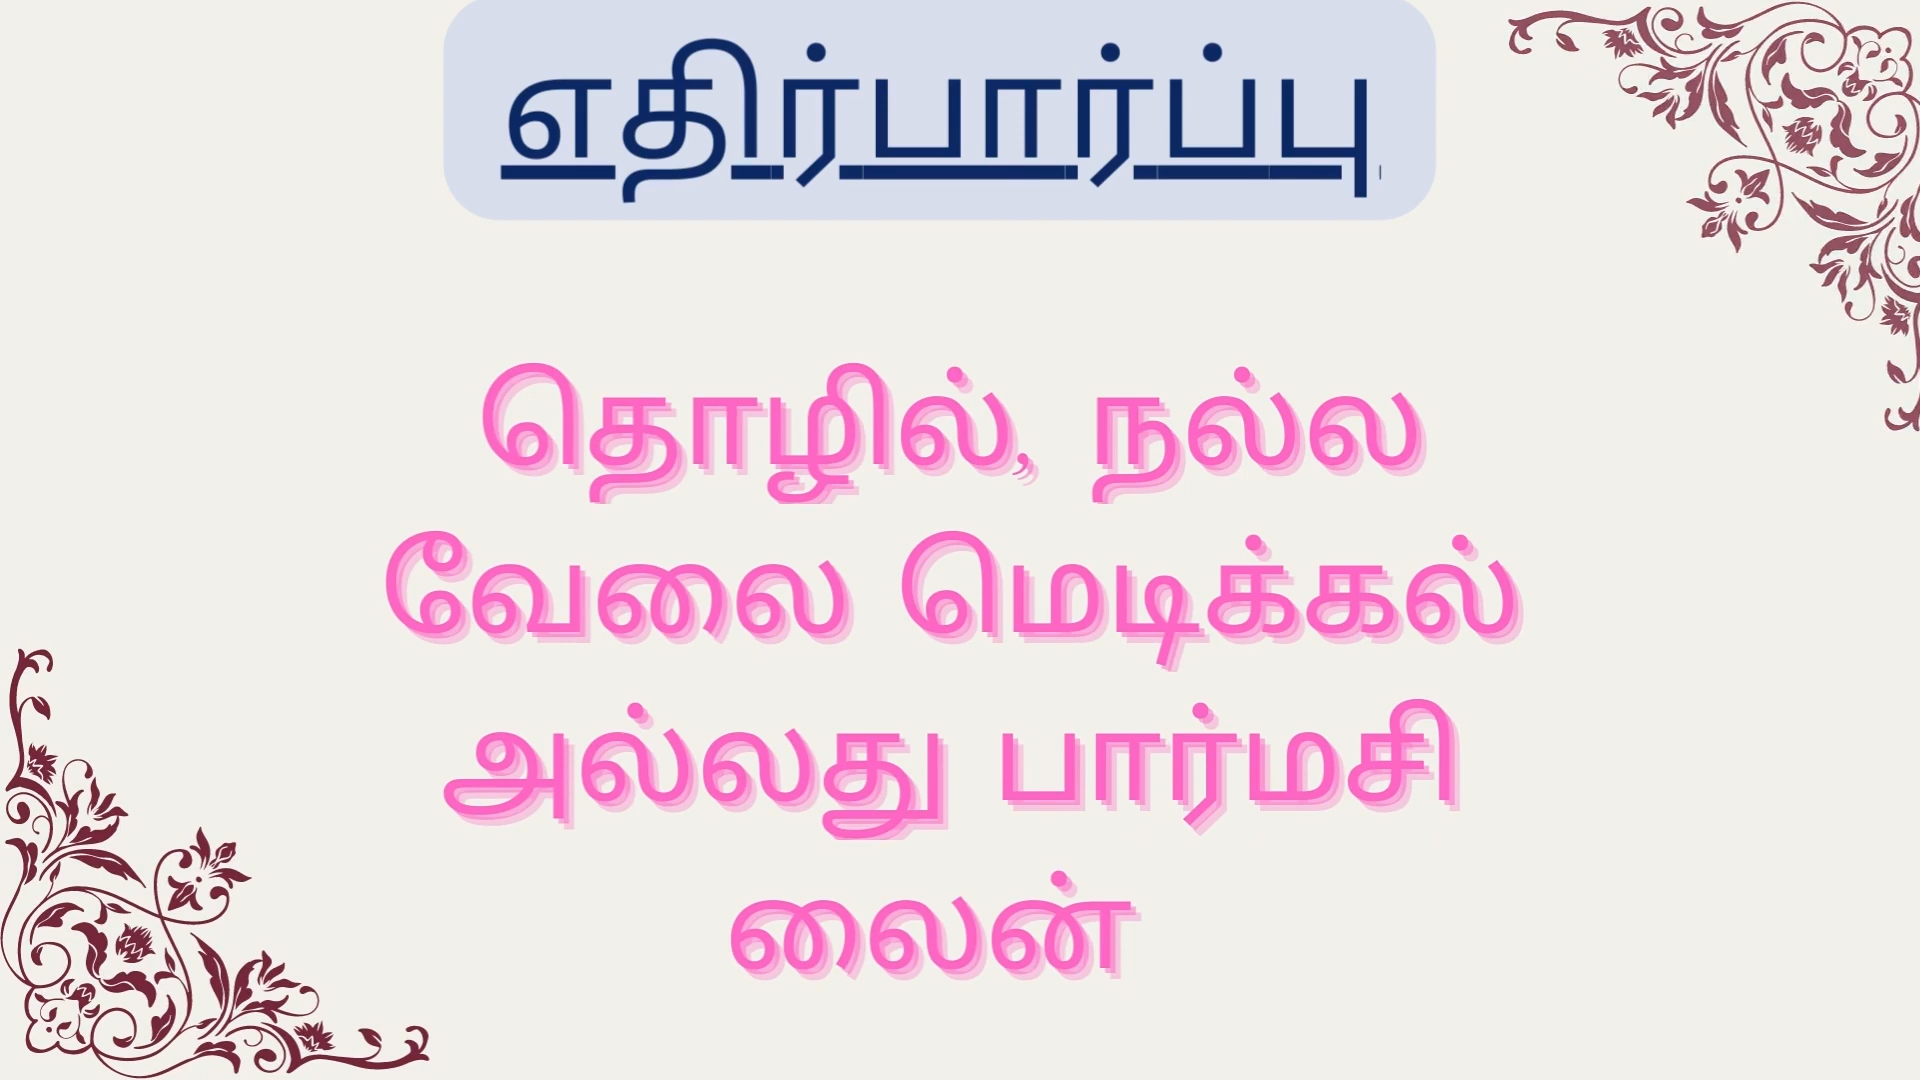 எதிர்பார்ப்பு
தொழில், நல்ல
வேலை மெடிக்கல்
அல்லது பார்மசி
லைன்